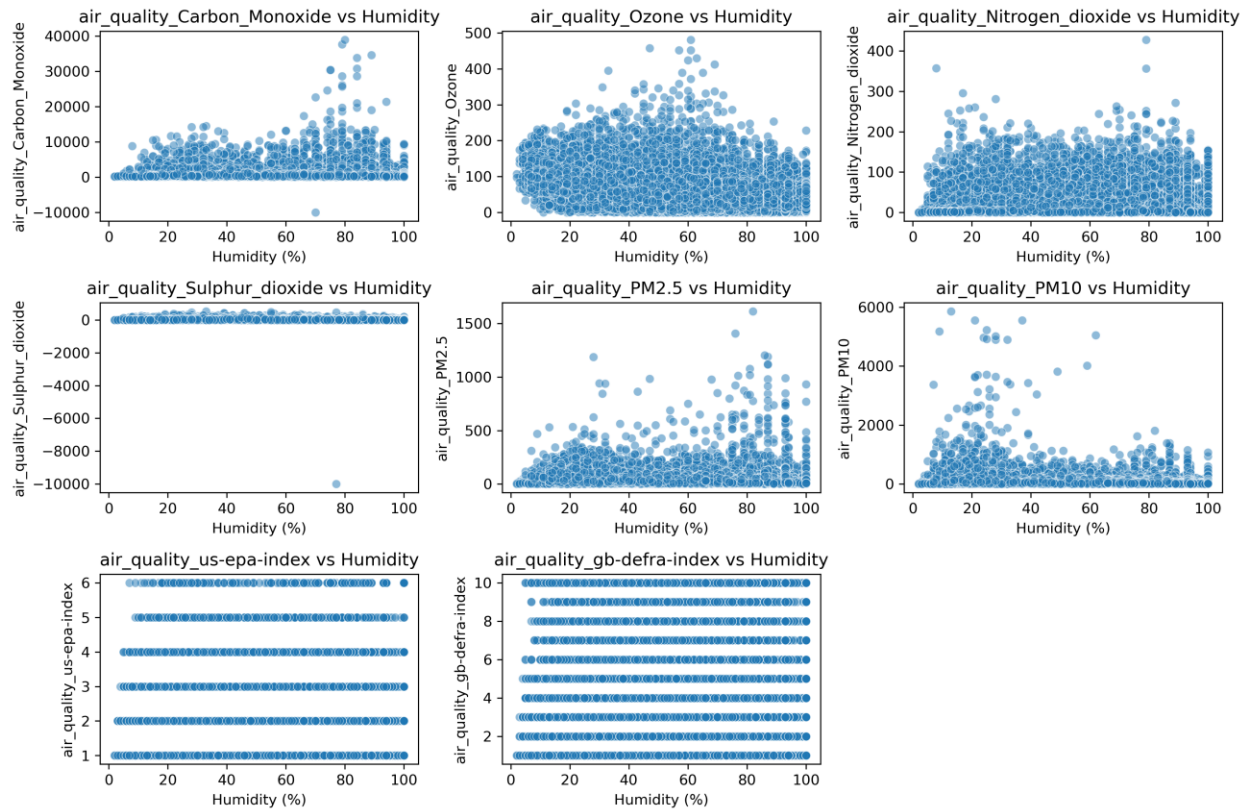 air_quality_Carbon_Monoxide vs Humidity
air_quality_Carbon_Monoxide
40000
30000
20000
10000
0
−10000
0 20 40 60 80 100
Humidity (%)
air_quality_Ozone vs Humidity
air_quality_Ozone
500
400
300
200
100
0
0 20 40 60 80 100
Humidity (%)
air_quality_Nitrogen_dioxide vs Humidity
air_quality_Nitrogen_dioxide
400
300
200
100
0
0 20 40 60 80 100
Humidity (%)
air_quality_Sulphur_dioxide vs Humidity
air_quality_Sulphur_dioxide
0
−2000
−4000
−6000
−8000
−10000
0 20 40 60 80 100
Humidity (%)
air_quality_PM2.5 vs Humidity
air_quality_PM2.5
1500
1000
500
0
0 20 40 60 80 100
Humidity (%)
air_quality_PM10 vs Humidity
air_quality_PM10
6000
4000
2000
0
0 20 40 60 80 100
Humidity (%)
air_quality_us-epa-index vs Humidity
air_quality_us-epa-index
6
5
4
3
2
1
0 20 40 60 80 100
Humidity (%)
air_quality_gb-defra-index vs Humidity
air_quality_gb-defra-index
10
8
6
4
2
0 20 40 60 80 100
Humidity (%)